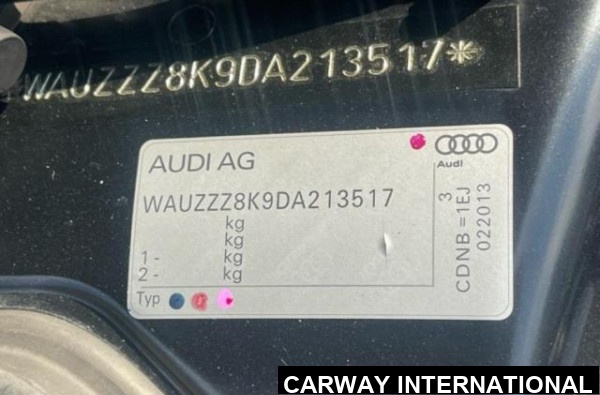 WAUZZZ8K9DA213517*
AUDI AG
Audi
WAUZZZ8K9DA213517
kg
kg
1 - kg
2 - kg
Typ
3
CDNB=1EJ
022013
CARWAY INTERNATIONAL